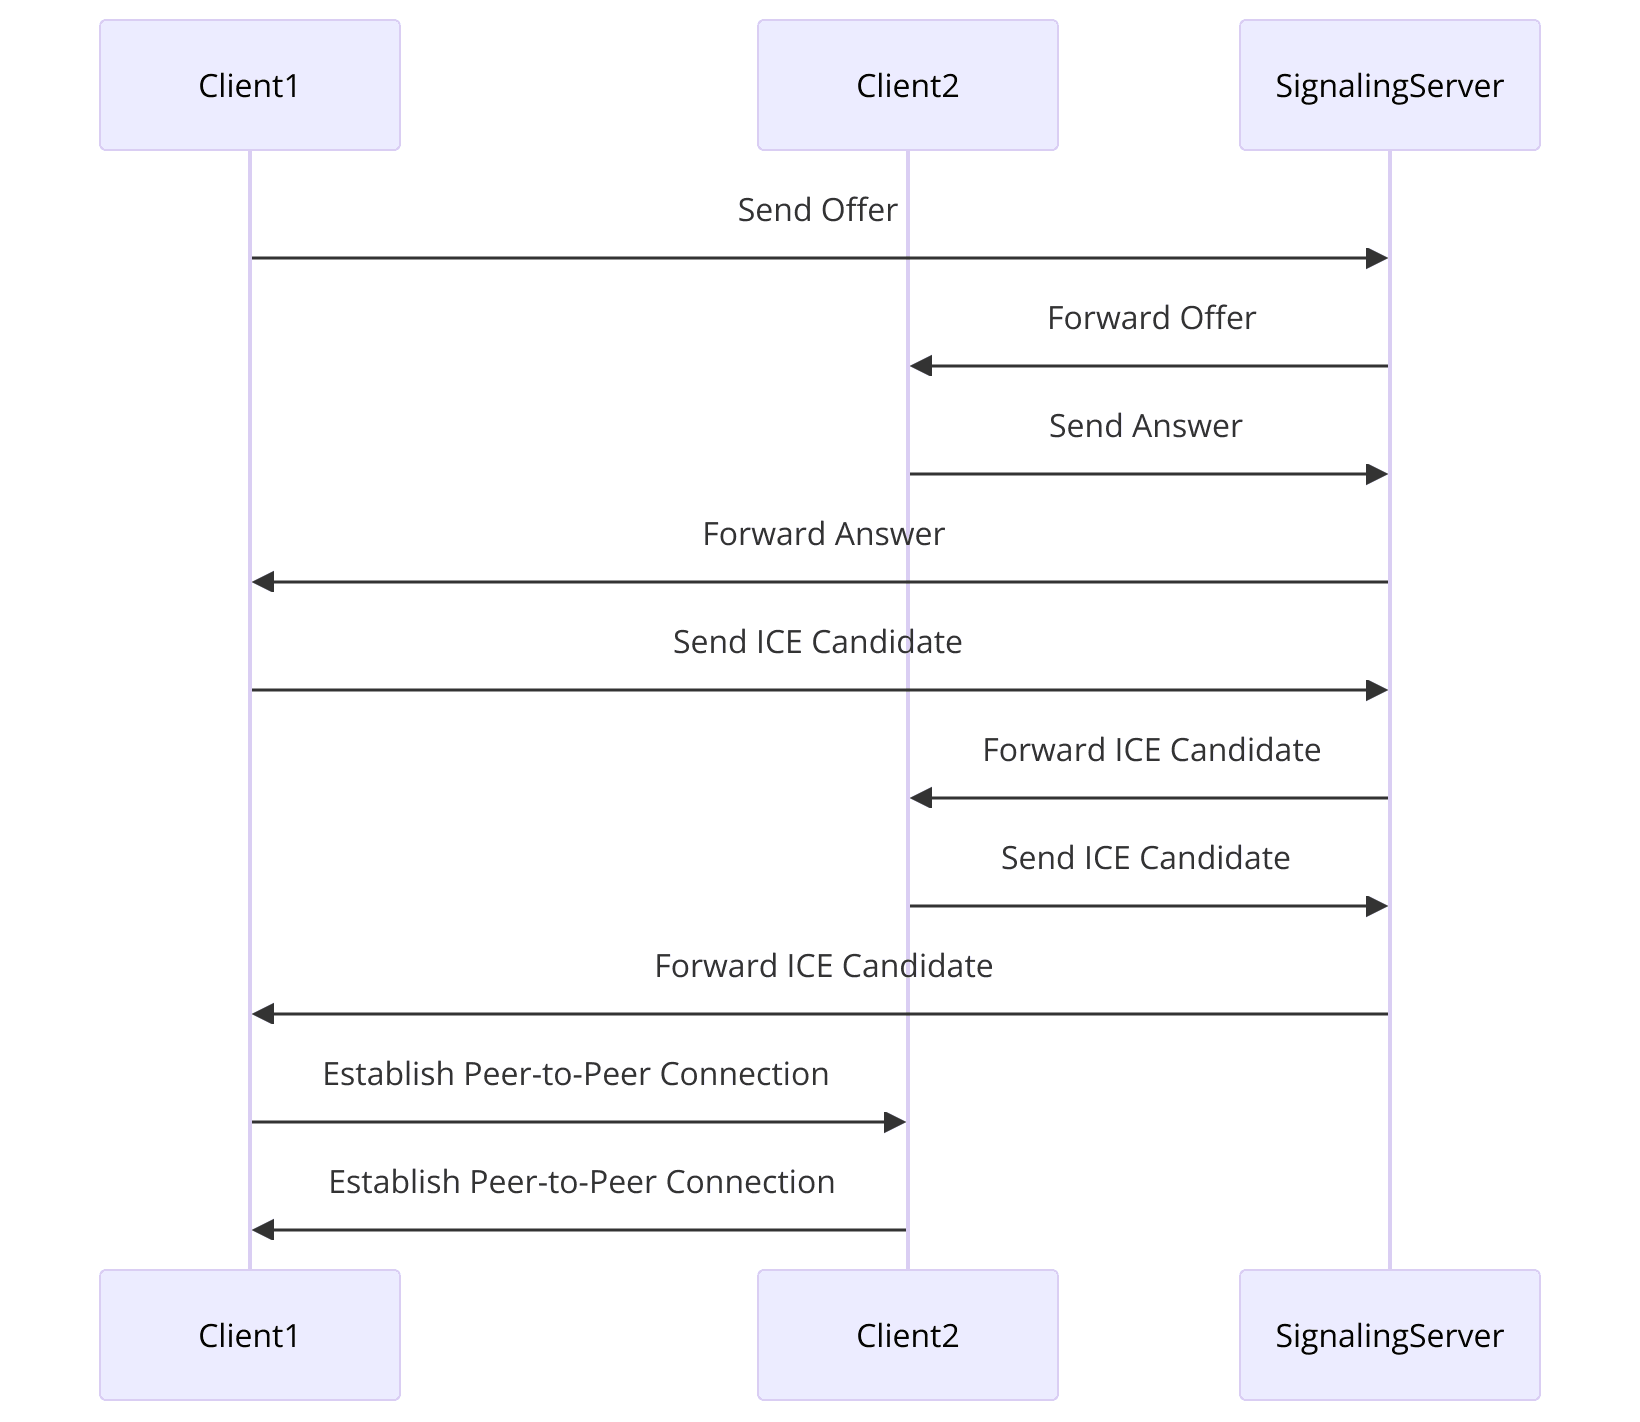 Client1
Client2
SignalingServer
Send Offer
Forward Offer
Send Answer
Forward Answer
Send ICE Candidate
Forward ICE Candidate
Send ICE Candidate
Forward ICE Candidate
Establish Peer-to-Peer Connection
Establish Peer-to-Peer Connection
Client1
Client2
SignalingServer